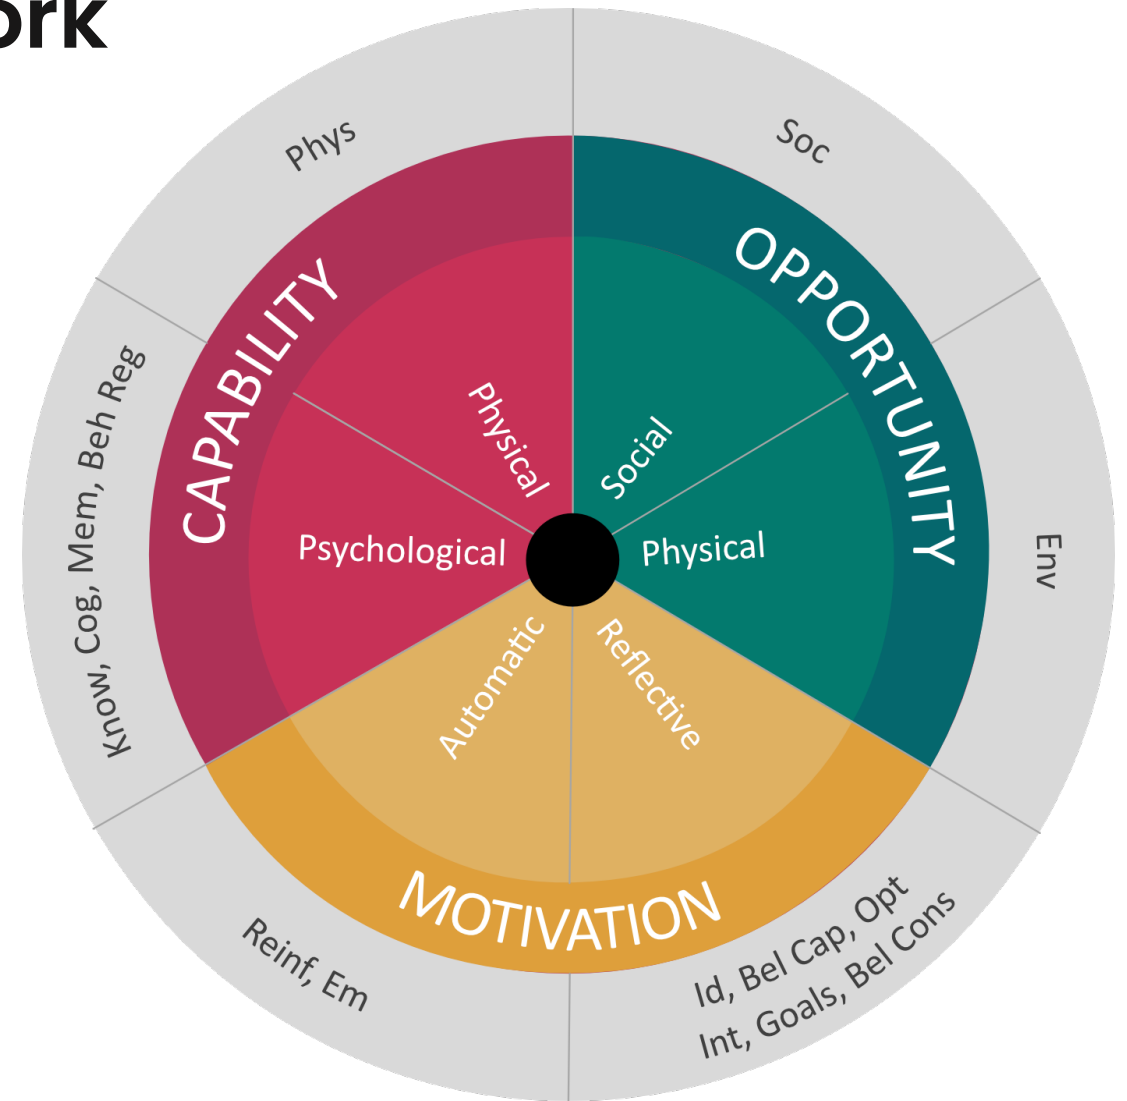 ork
Phys
Soc
CAPABILITY
OPPORTUNITY
Know, Cog, Mem, Beh Reg
Physical
Social
Psychological
Physical
Env
Automatic
Reflective
MOTIVATION
Reinf, Em
Id, Bel Cap, Opt
Int, Goals, Bel Cons